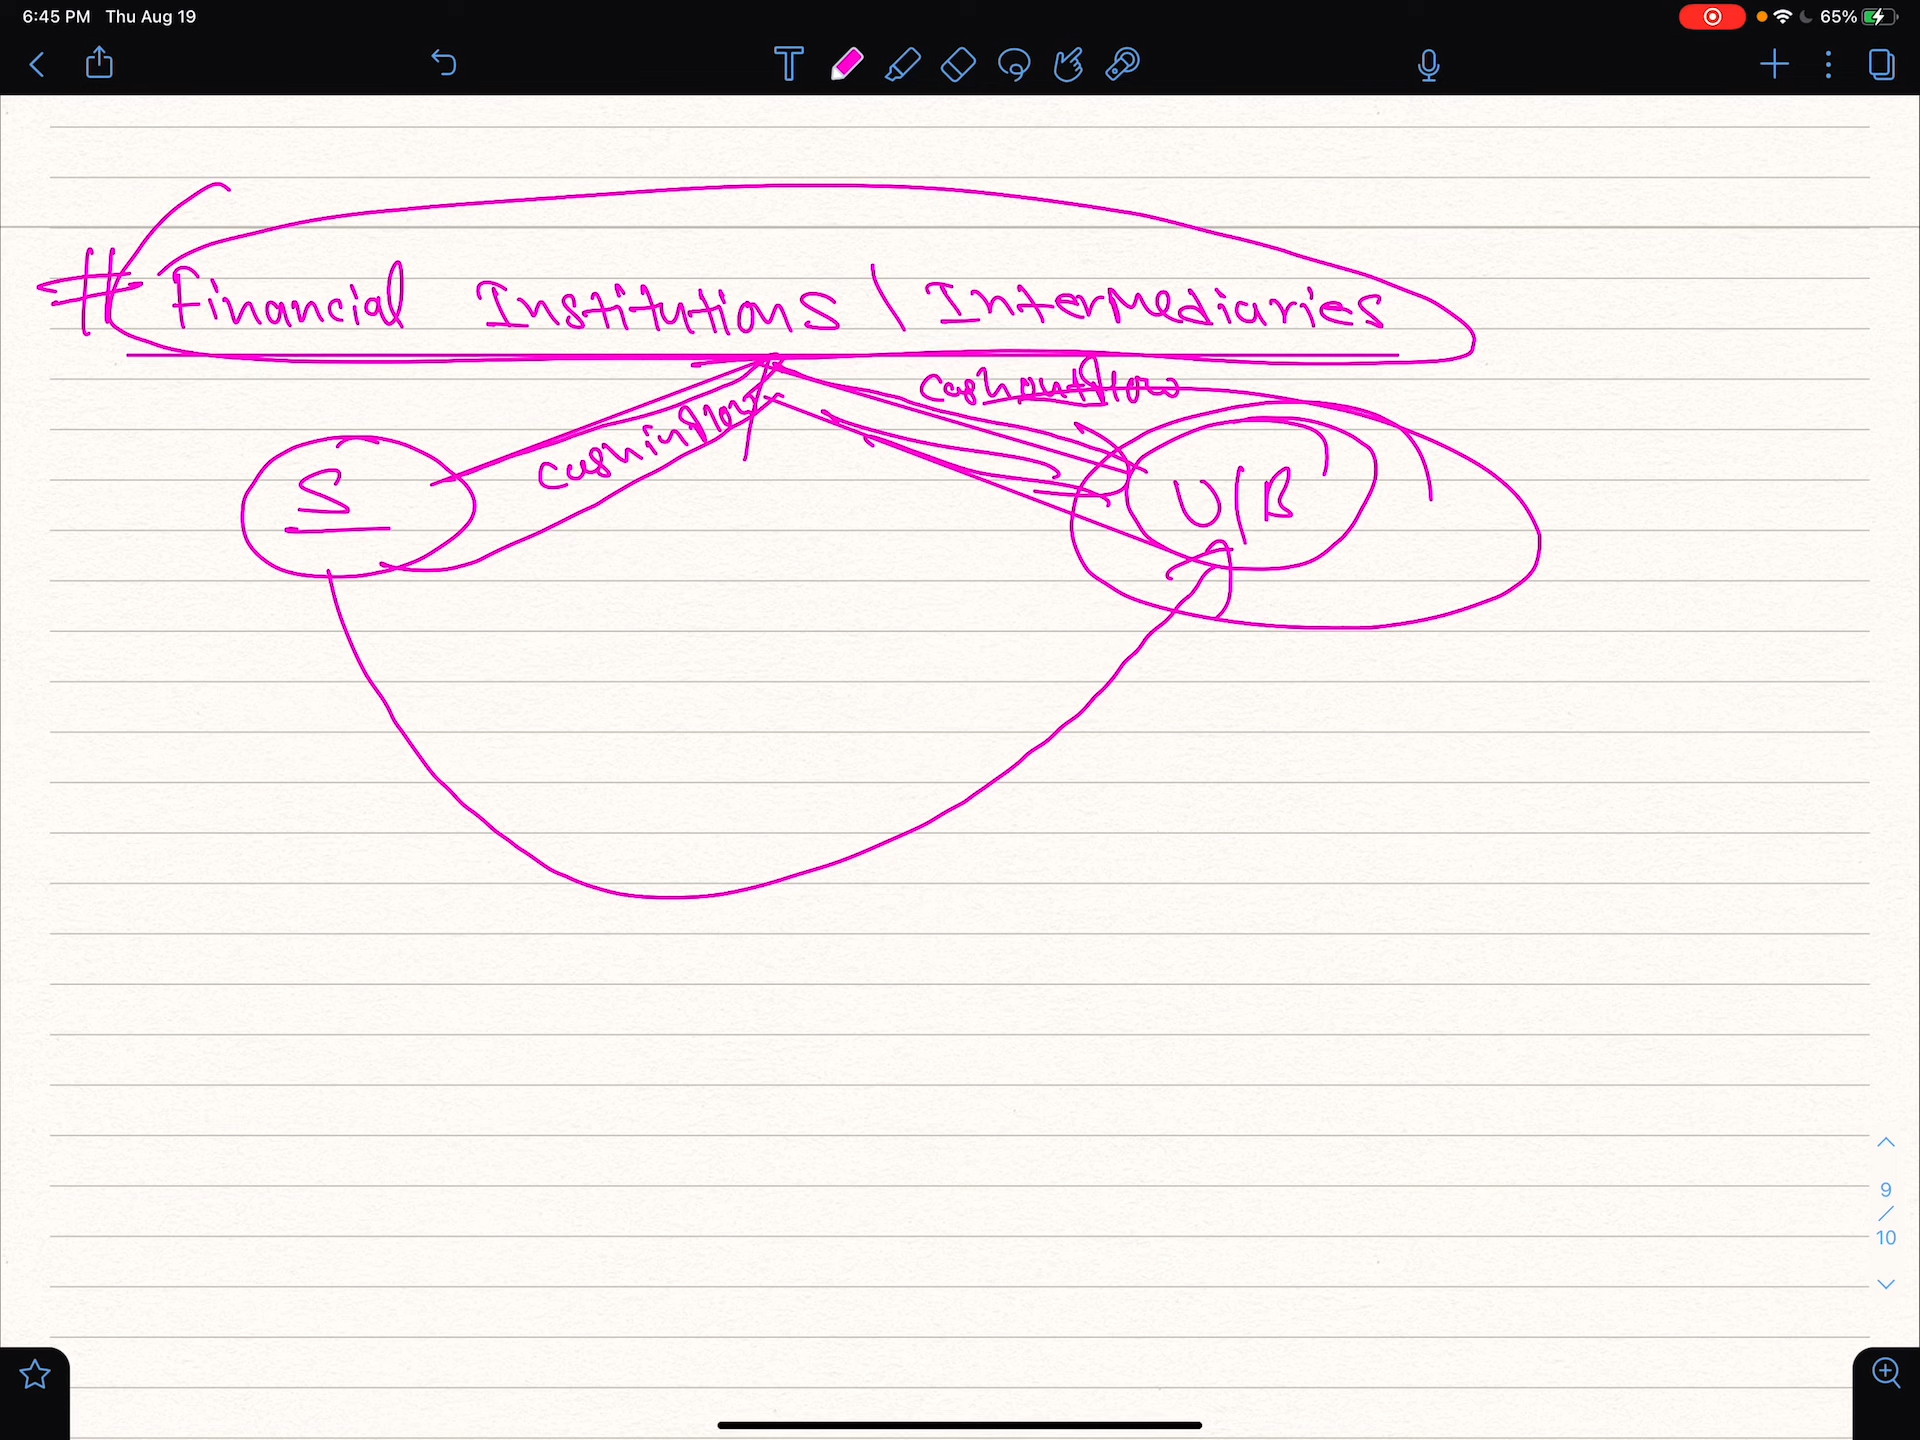 6:45 PM Thu Aug 19
65%
T
# Financial Institutions \ Intermediaries
cash outflow
cash inflow
S
U/B
9
/
10